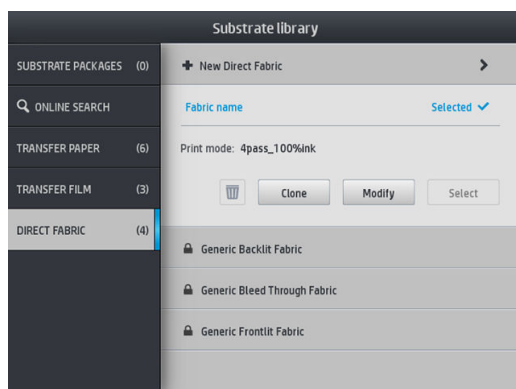 Substrate library
SUBSTRATE PACKAGES (0)
ONLINE SEARCH
TRANSFER PAPER (6)
TRANSFER FILM (3)
DIRECT FABRIC (4)
New Direct Fabric
Fabric name Selected
Print mode: 4pass_100%ink
Clone Modify Select
Generic Backlit Fabric
Generic Bleed Through Fabric
Generic Frontlit Fabric